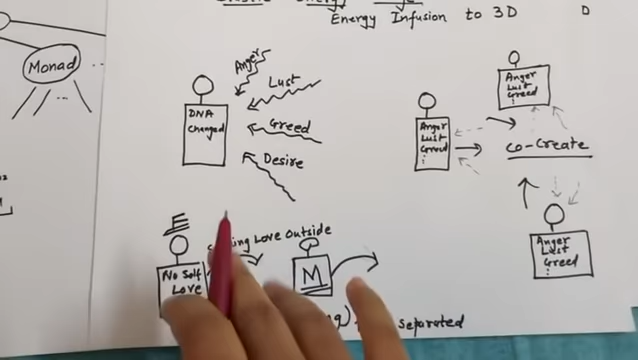 Energy Infusion to 3D
D
Monad
...
Anger
Lust
Greed
Desire
DNA
changed
Anger
Lust
Greed
:
Anger
Lust
Greed
:
co-create
Anger
Lust
Greed
:
E
Love Outside
No Self
Love
M
separated